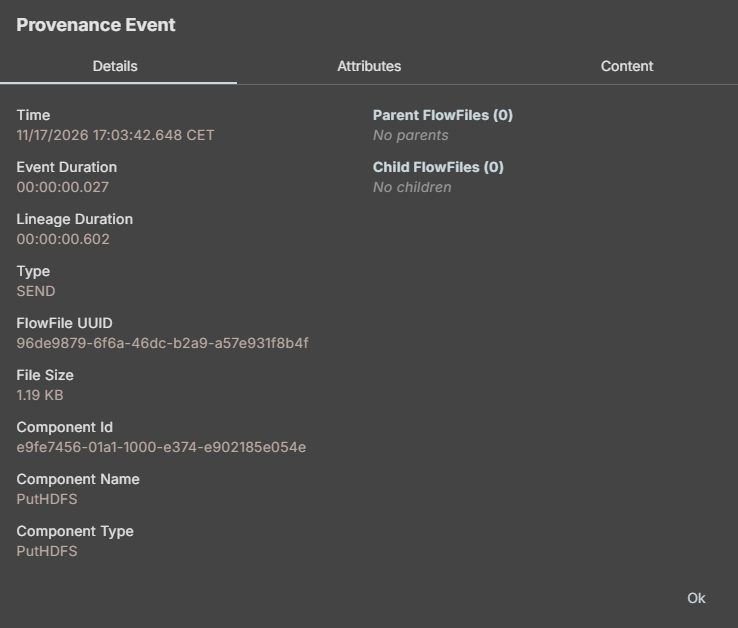 Provenance Event
Details
Attributes
Content
Time
11/17/2026 17:03:42.648 CET
Event Duration
00:00:00.027
Lineage Duration
00:00:00.602
Type
SEND
FlowFile UUID
96de9879-6f6a-46dc-b2a9-a57e931f8b4f
File Size
1.19 KB
Component Id
e9fe7456-01a1-1000-e374-e902185e054e
Component Name
PutHDFS
Component Type
PutHDFS
Parent FlowFiles (0)
No parents
Child FlowFiles (0)
No children
Ok